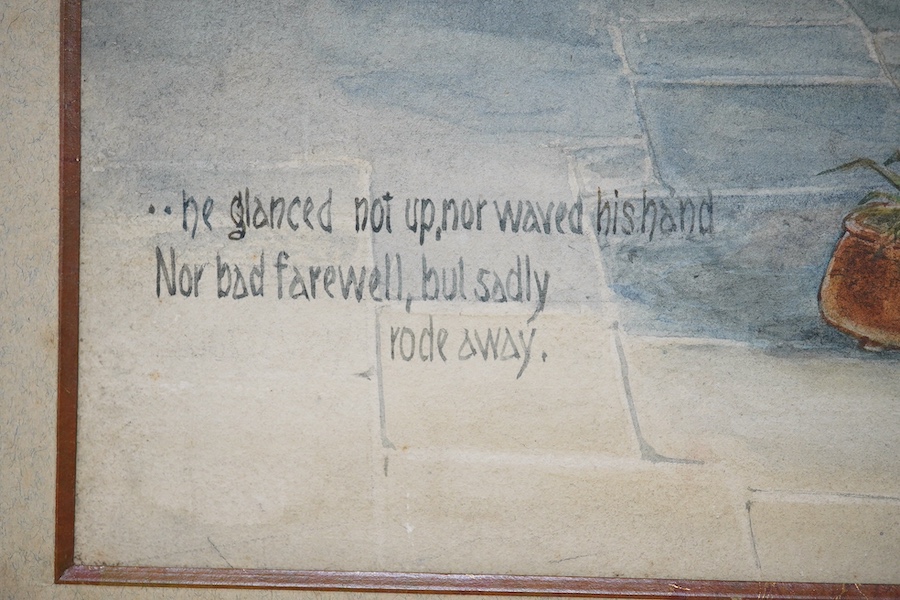 ..he glanced not up, nor waved his hand
Nor bad farewell, but sadly
rode away.